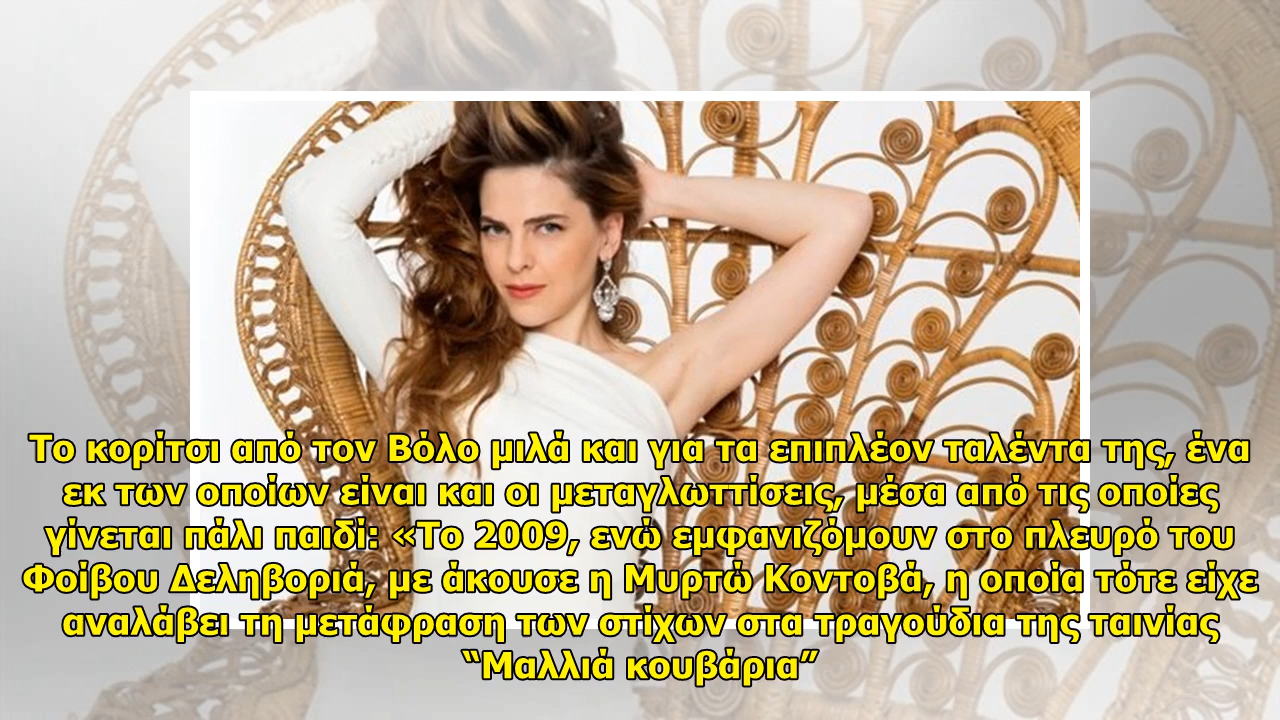 Το κορίτσι από τον Βόλο μιλά και για τα επιπλέον ταλέντα της, ένα
εκ των οποίων είναι και οι μεταγλωττίσεις, μέσα από τις οποίες
γίνεται πάλι παιδί: «Το 2009, ενώ εμφανιζόμουν στο πλευρό του
Φοίβου Δεληβοριά, με άκουσε η Μυρτώ Κοντοβά, η οποία τότε είχε
αναλάβει τη μετάφραση των στίχων στα τραγούδια της ταινίας
“Μαλλιά κουβάρια”